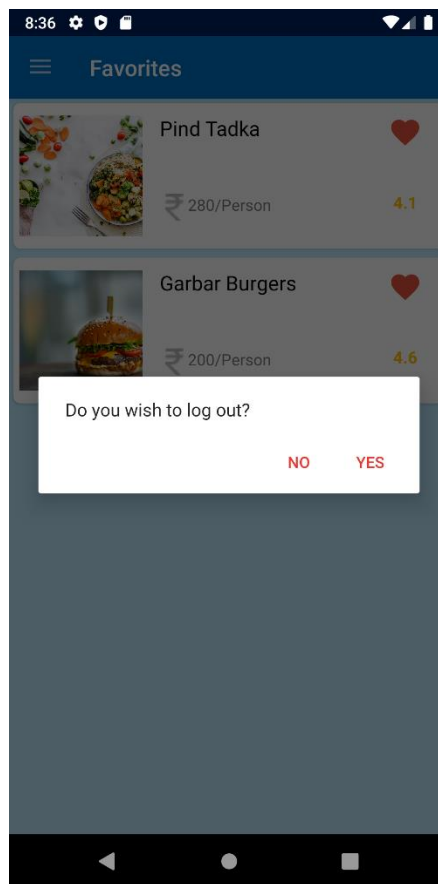 8:36
Favorites
Pind Tadka
₹ 280/Person
4.1
Garbar Burgers
₹ 200/Person
4.6
Do you wish to log out?
NO YES